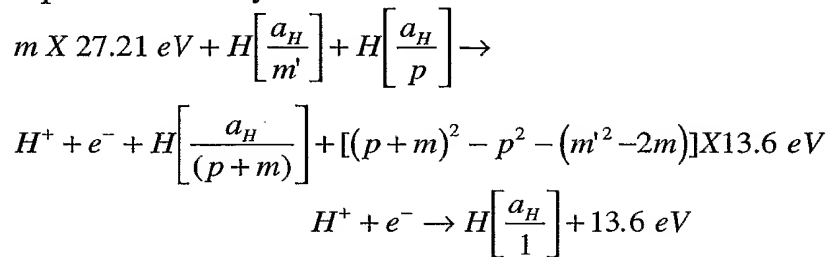 m X 27.21 eV + H[a_H/m'] + H[a_H/p] →
H⁺ + e⁻ + H[a_H/(p+m)] + [(p+m)² − p² − (m'² −2m)]X13.6 eV
H⁺ + e⁻ → H[a_H/1] + 13.6 eV